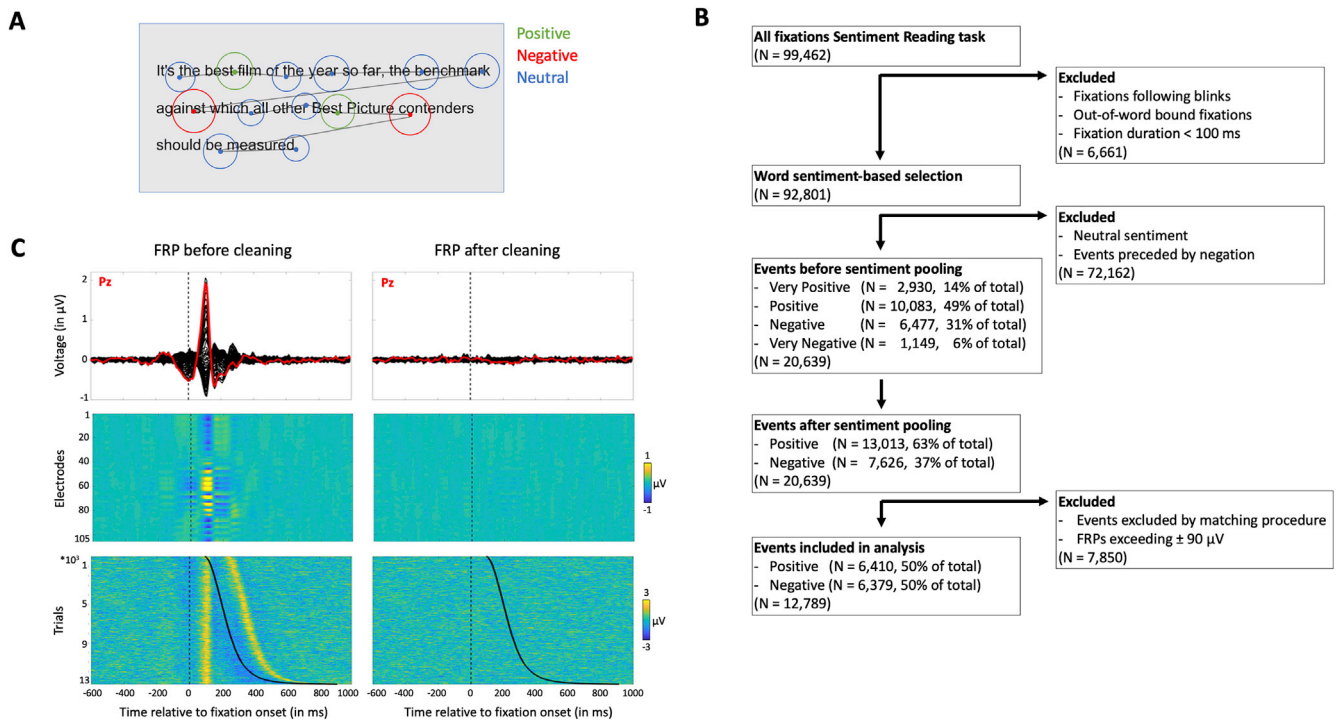 A
Positive
Negative
Neutral
It's the best film of the year so far, the benchmark
against which all other Best Picture contenders
should be measured.
B
All fixations Sentiment Reading task
(N = 99,462)
Excluded
- Fixations following blinks
- Out-of-word bound fixations
- Fixation duration < 100 ms
(N = 6,661)
Word sentiment-based selection
(N = 92,801)
Excluded
- Neutral sentiment
- Events preceded by negation
(N = 72,162)
Events before sentiment pooling
- Very Positive (N = 2,930, 14% of total)
- Positive (N = 10,083, 49% of total)
- Negative (N = 6,477, 31% of total)
- Very Negative (N = 1,149, 6% of total)
(N = 20,639)
Events after sentiment pooling
- Positive (N = 13,013, 63% of total)
- Negative (N = 7,626, 37% of total)
(N = 20,639)
Excluded
- Events excluded by matching procedure
- FRPs exceeding ± 90 µV
(N = 7,850)
Events included in analysis
- Positive (N = 6,410, 50% of total)
- Negative (N = 6,379, 50% of total)
(N = 12,789)
C
FRP before cleaning
FRP after cleaning
Pz
Pz
Voltage (in µV)
2
1
0
-1
Electrodes
1
20
40
60
80
105
1
µV
-1
Trials
*10³
1
5
9
13
3
µV
-3
-600 -400 -200 0 200 400 600 800 1000
-600 -400 -200 0 200 400 600 800 1000
Time relative to fixation onset (in ms)
Time relative to fixation onset (in ms)